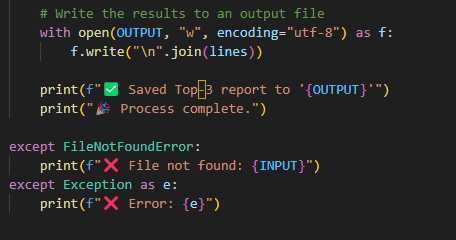 # Write the results to an output file
    with open(OUTPUT, "w", encoding="utf-8") as f:
        f.write("\n".join(lines))

    print(f"✅ Saved Top-3 report to '{OUTPUT}'")
    print("🎉 Process complete.")

except FileNotFoundError:
    print(f"❌ File not found: {INPUT}")
except Exception as e:
    print(f"❌ Error: {e}")